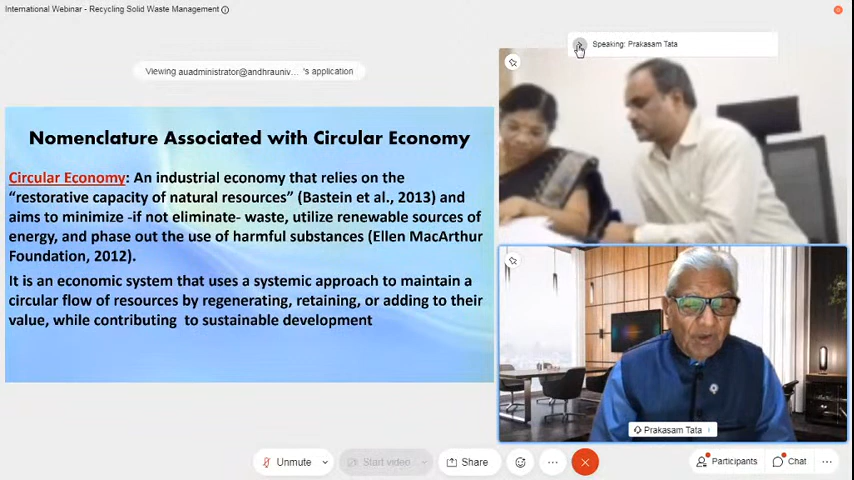 International Webinar - Recycling Solid Waste Management
Speaking: Prakasam Tata
Viewing auadministrator@andhrauniv... 's application
Nomenclature Associated with Circular Economy
Circular Economy: An industrial economy that relies on the
“restorative capacity of natural resources” (Bastein et al., 2013) and
aims to minimize -if not eliminate- waste, utilize renewable sources of
energy, and phase out the use of harmful substances (Ellen MacArthur
Foundation, 2012).
It is an economic system that uses a systemic approach to maintain a
circular flow of resources by regenerating, retaining, or adding to their
value, while contributing to sustainable development
Prakasam Tata
Unmute
Start video
Share
Participants
Chat